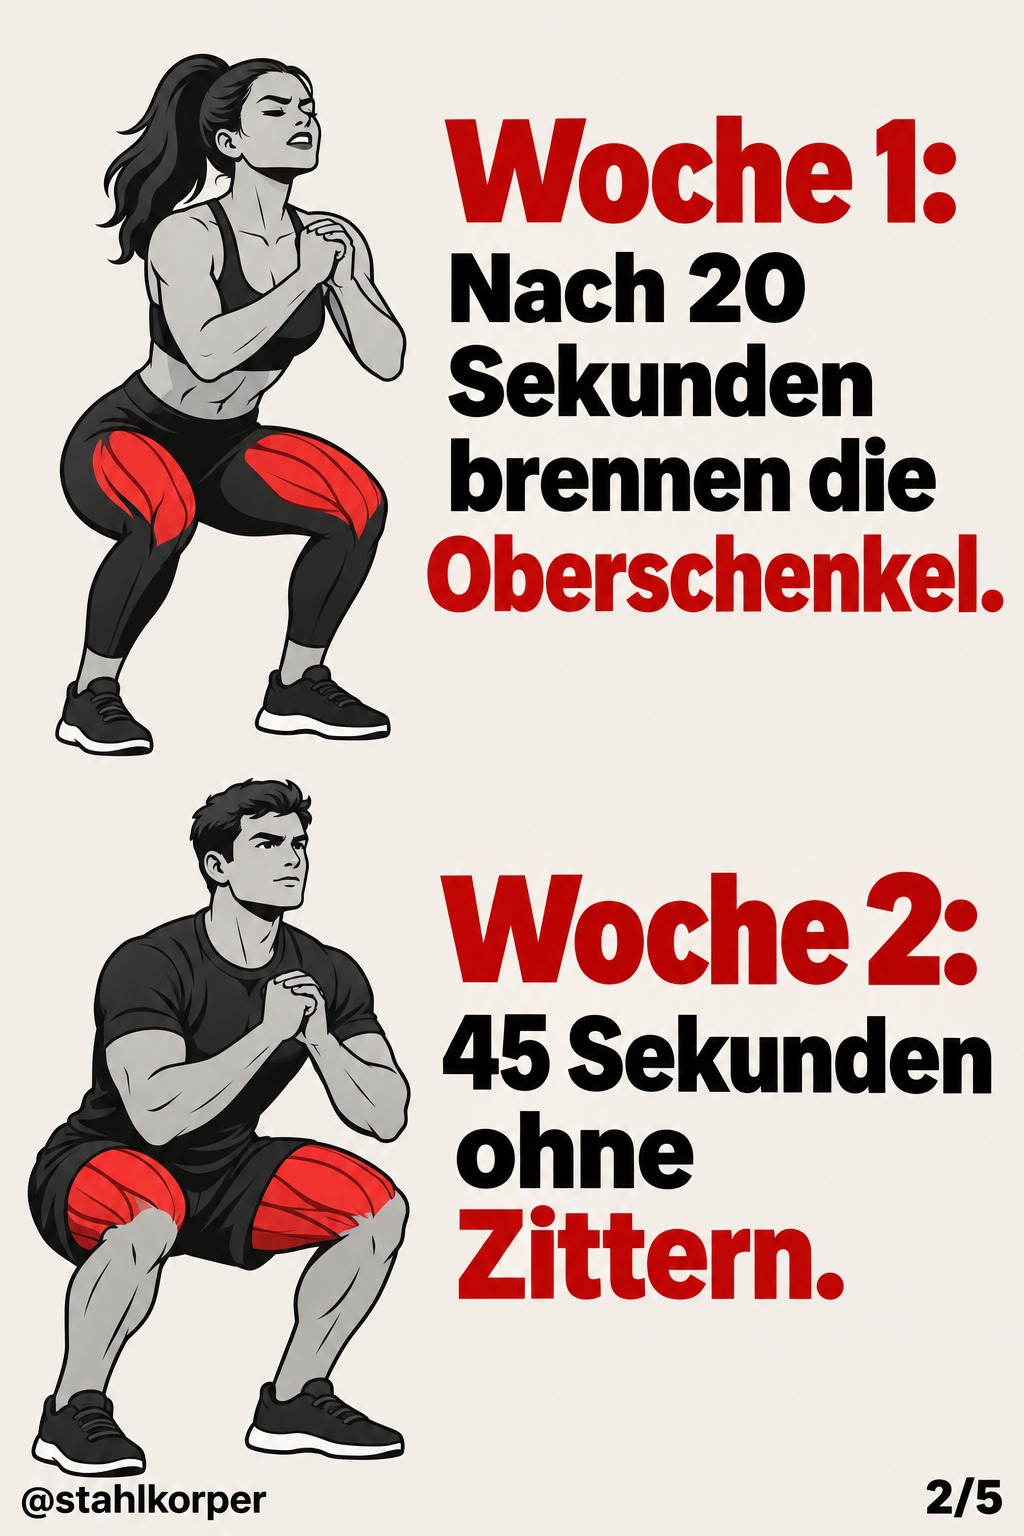 Woche 1:
Nach 20
Sekunden
brennen die
Oberschenkel.
Woche 2:
45 Sekunden
ohne
Zittern.
@stahlkorper
2/5